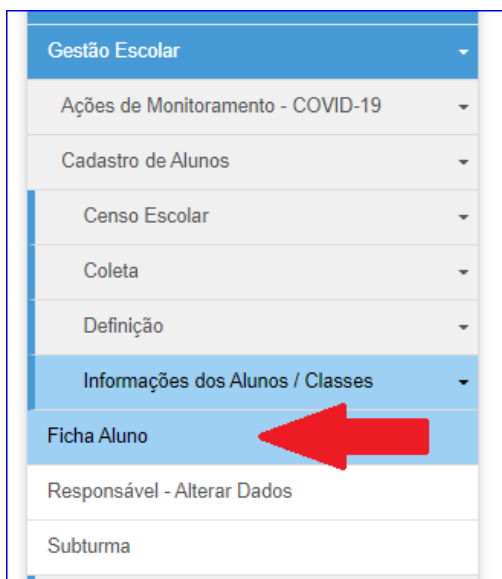 Gestão Escolar
Ações de Monitoramento - COVID-19
Cadastro de Alunos
Censo Escolar
Coleta
Definição
Informações dos Alunos / Classes
Ficha Aluno
Responsável - Alterar Dados
Subturma